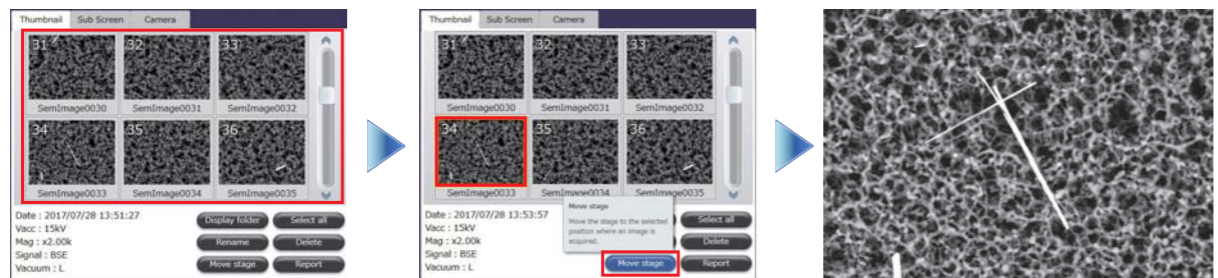 Thumbnail Sub Screen Camera
31 32 33
SemImage0030 SemImage0031 SemImage0032
34 35 36
SemImage0033 SemImage0034 SemImage0035
Date : 2017/07/28 13:51:27
Vacc : 15kV
Mag : x2.00k
Signal : BSE
Vacuum : L
Display folder Select all
Rename Delete
Move stage Report
Thumbnail Sub Screen Camera
31 32 33
SemImage0030 SemImage0031 SemImage0032
34 35 36
SemImage0033 SemImage0034 SemImage0035
Date : 2017/07/28 13:53:57
Vacc : 15kV
Mag : x2.00k
Signal : BSE
Vacuum : L
Move stage
Move the stage to the selected
position where an image is
acquired.
Select all
Delete
Move stage Report